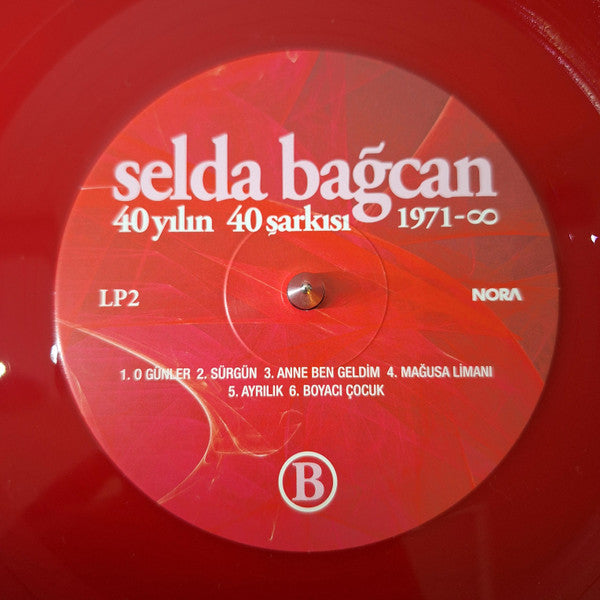 selda bağcan
40 yılın 40 şarkısı 1971-∞
LP2 NORA
1. O GÜNLER 2. SÜRGÜN 3. ANNE BEN GELDİM 4. MAĞUSA LİMANI
5. AYRILIK 6. BOYACI ÇOCUK
B